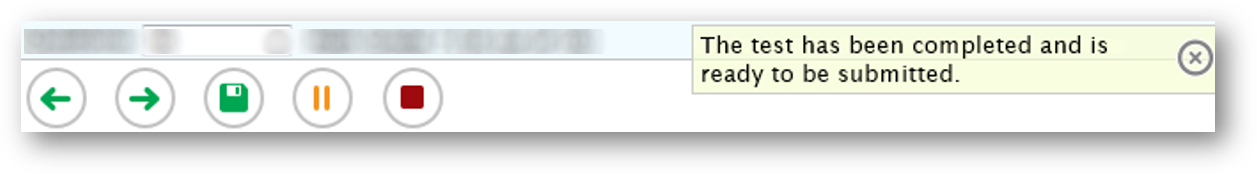 The test has been completed and is
ready to be submitted.